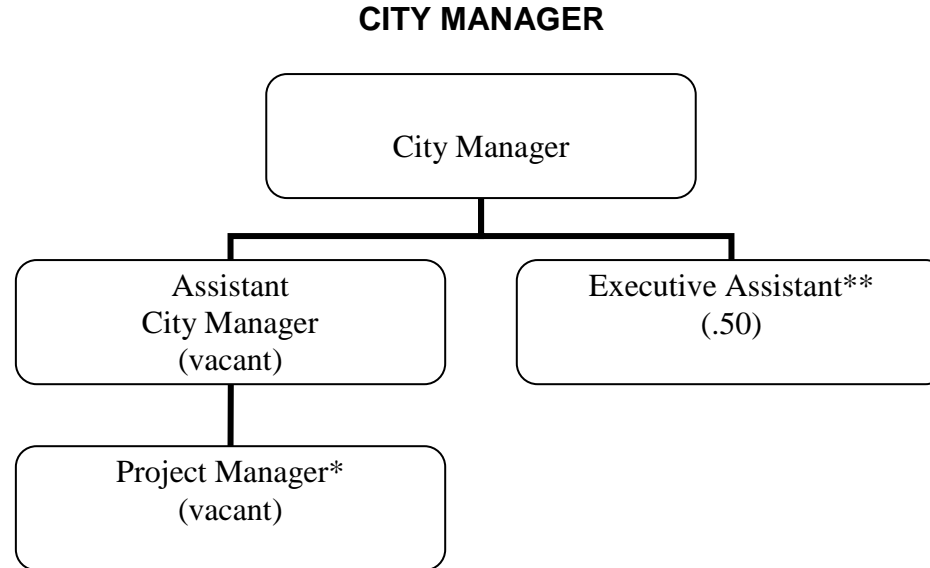 CITY MANAGER
City Manager
Assistant
City Manager
(vacant)
Executive Assistant**
(.50)
Project Manager*
(vacant)